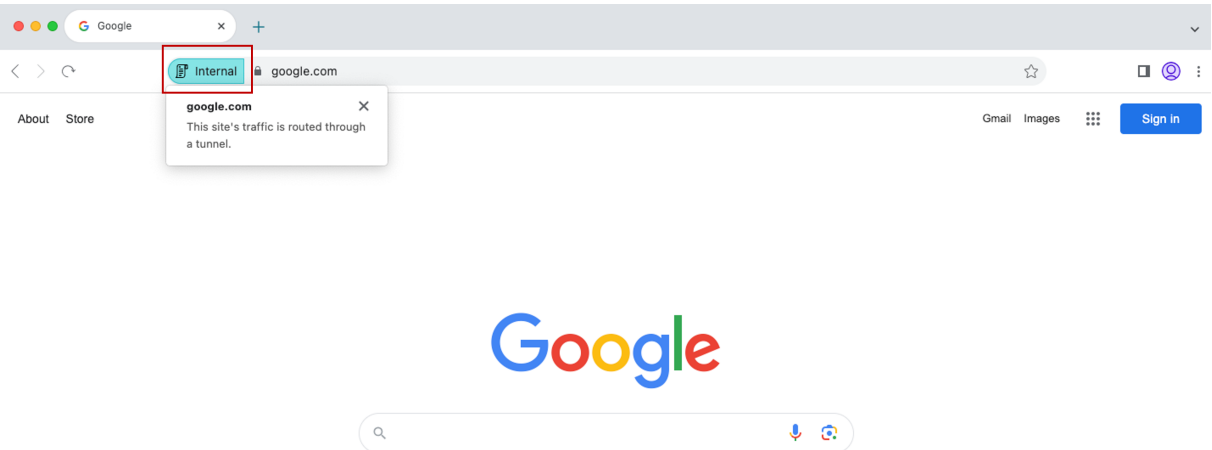 Google
Internal
google.com
google.com
This site's traffic is routed through
a tunnel.
About Store
Gmail Images
Sign in
Google